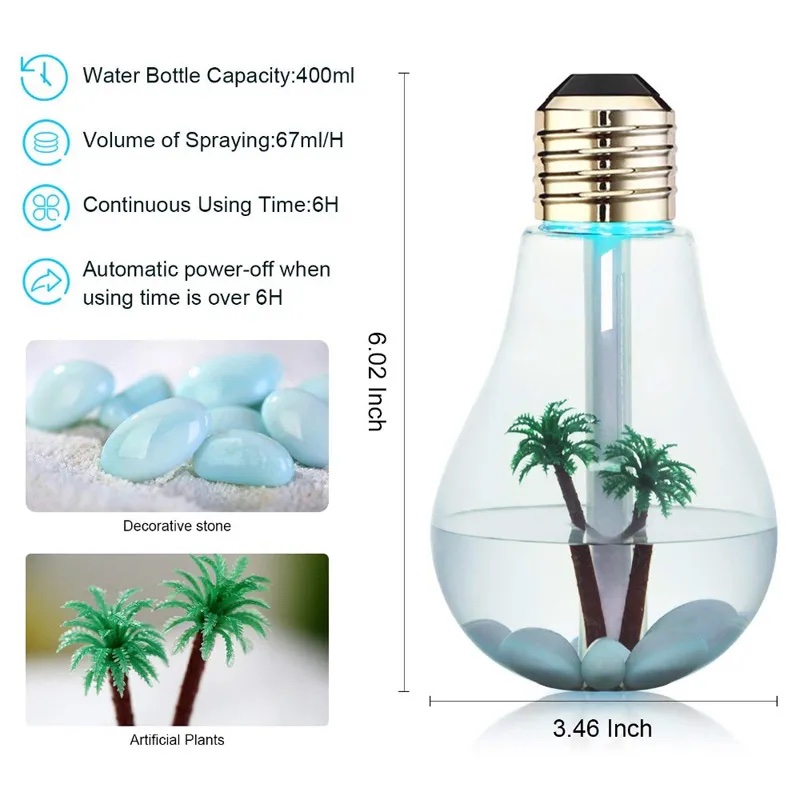 Water Bottle Capacity:400ml
Volume of Spraying:67ml/H
Continuous Using Time:6H
Automatic power-off when
using time is over 6H
6.02 Inch
Decorative stone
Artificial Plants
3.46 Inch